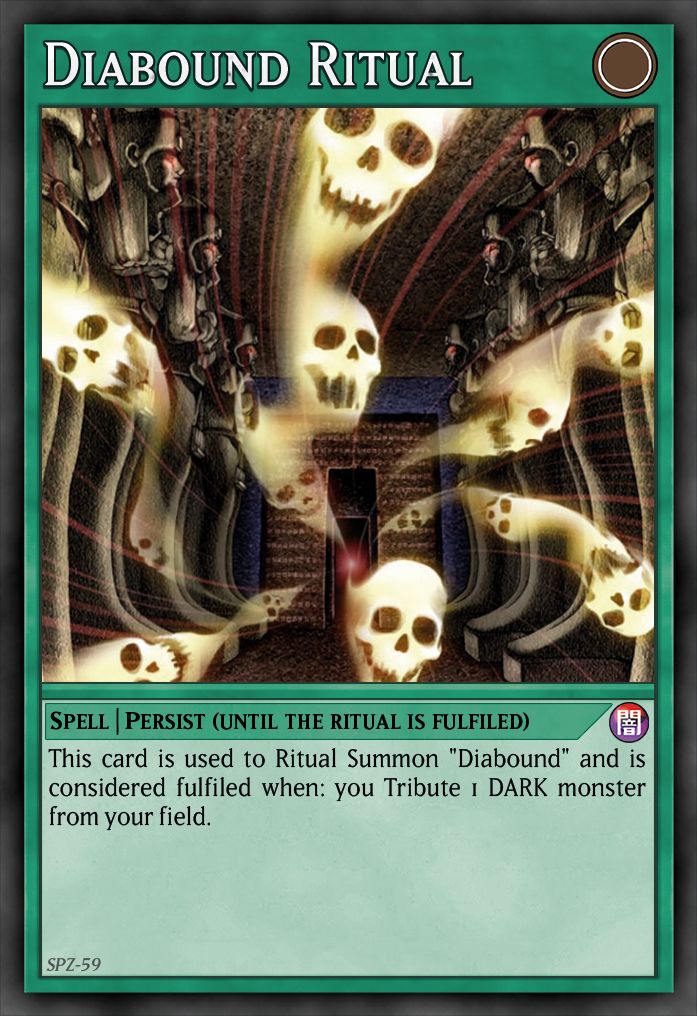 Diabound Ritual
Spell | Persist (until the ritual is fulfiled)
闇
This card is used to Ritual Summon "Diabound" and is
considered fulfiled when: you Tribute 1 DARK monster
from your field.
SPZ-59